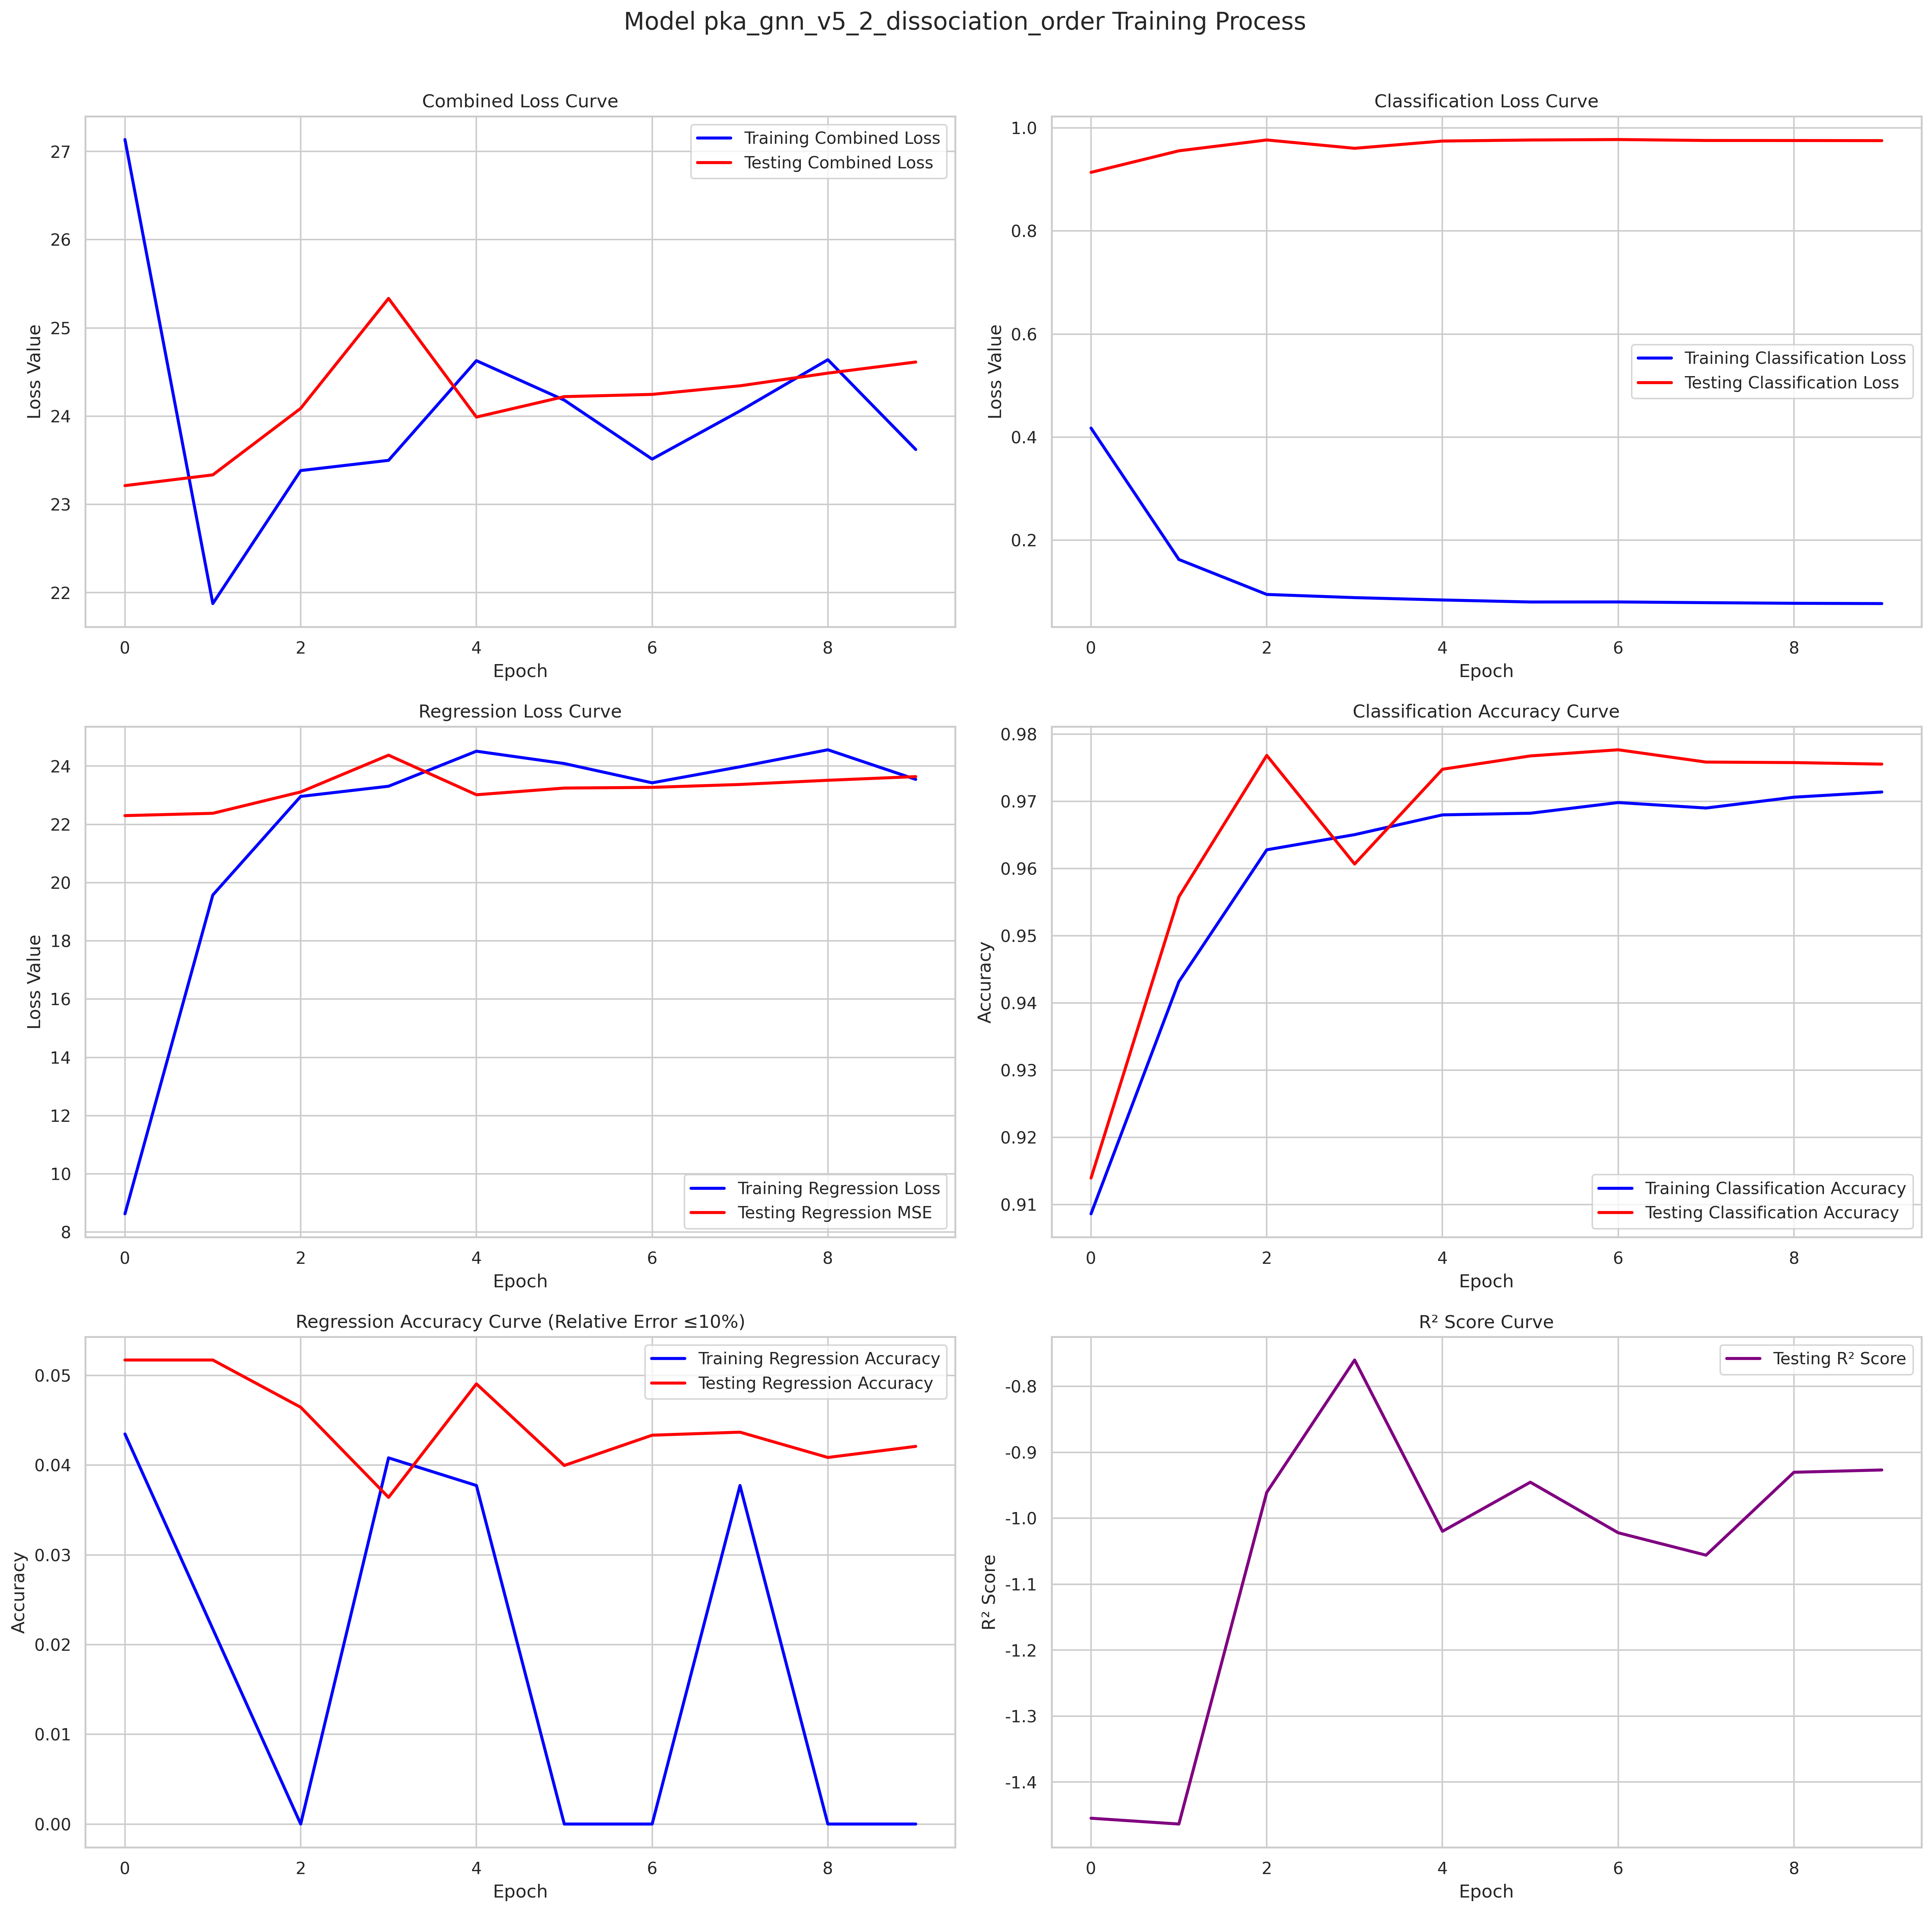 Model pka_gnn_v5_2_dissociation_order Training Process
Combined Loss Curve
Training Combined Loss
Testing Combined Loss
Loss Value
27
26
25
24
23
22
0 2 4 6 8
Epoch
Classification Loss Curve
Training Classification Loss
Testing Classification Loss
Loss Value
1.0
0.8
0.6
0.4
0.2
0 2 4 6 8
Epoch
Regression Loss Curve
Training Regression Loss
Testing Regression MSE
Loss Value
24
22
20
18
16
14
12
10
8
0 2 4 6 8
Epoch
Classification Accuracy Curve
Training Classification Accuracy
Testing Classification Accuracy
Accuracy
0.98
0.97
0.96
0.95
0.94
0.93
0.92
0.91
0 2 4 6 8
Epoch
Regression Accuracy Curve (Relative Error ≤10%)
Training Regression Accuracy
Testing Regression Accuracy
Accuracy
0.05
0.04
0.03
0.02
0.01
0.00
0 2 4 6 8
Epoch
R² Score Curve
Testing R² Score
R² Score
-0.8
-0.9
-1.0
-1.1
-1.2
-1.3
-1.4
0 2 4 6 8
Epoch